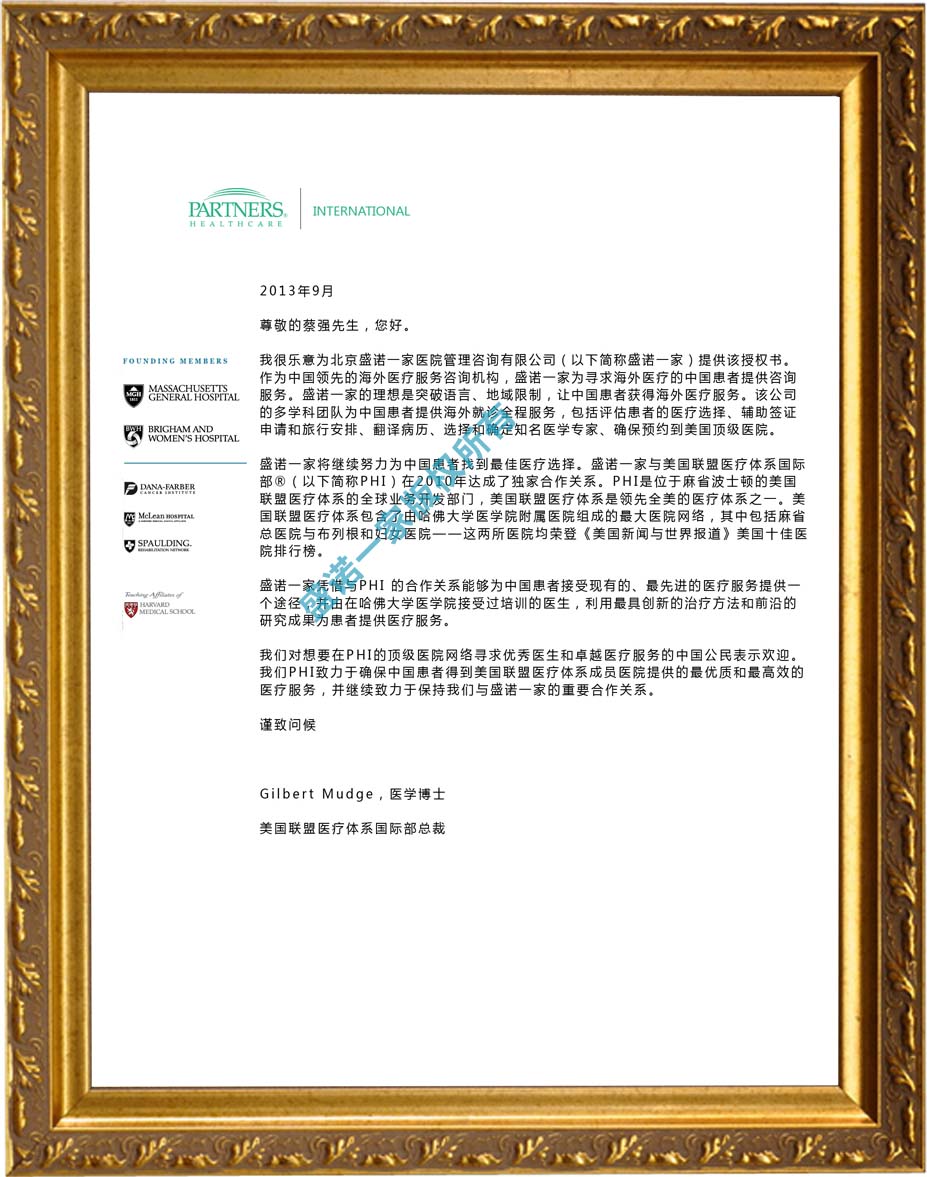 PARTNERS®
HEALTHCARE
INTERNATIONAL
2013年9月
尊敬的蔡强先生，您好。
FOUNDING MEMBERS
MGH
1811
MASSACHUSETTS
GENERAL HOSPITAL
BWH
BRIGHAM AND
WOMEN'S HOSPITAL
DANA-FARBER
CANCER INSTITUTE
McLean HOSPITAL
SPAULDING.
REHABILITATION NETWORK
Teaching Affiliates of
HARVARD
MEDICAL SCHOOL
我很乐意为北京盛诺一家医院管理咨询有限公司（以下简称盛诺一家）提供该授权书。
作为中国领先的海外医疗服务咨询机构，盛诺一家为寻求海外医疗的中国患者提供咨询
服务。盛诺一家的理想是突破语言、地域限制，让中国患者获得海外医疗服务。该公司
的多学科团队为中国患者提供海外就诊全程服务，包括评估患者的医疗选择、辅助签证
申请和旅行安排、翻译病历、选择和确定知名医学专家、确保预约到美国顶级医院。
盛诺一家将继续努力为中国患者找到最佳医疗选择。盛诺一家与美国联盟医疗体系国际
部®（以下简称PHI）在2010年达成了独家合作关系。PHI是位于麻省波士顿的美国
联盟医疗体系的全球业务开发部门，美国联盟医疗体系是领先全美的医疗体系之一。美
国联盟医疗体系包含了由哈佛大学医学院附属医院组成的最大医院网络，其中包括麻省
总医院与布列根和妇女医院——这两所医院均荣登《美国新闻与世界报道》美国十佳医
院排行榜。
盛诺一家凭借与PHI 的合作关系能够为中国患者接受现有的、最先进的医疗服务提供一
个途径，并由在哈佛大学医学院接受过培训的医生，利用最具创新的治疗方法和前沿的
研究成果为患者提供医疗服务。
我们对想要在PHI的顶级医院网络寻求优秀医生和卓越医疗服务的中国公民表示欢迎。
我们PHI致力于确保中国患者得到美国联盟医疗体系成员医院提供的最优质和最高效的
医疗服务，并继续致力于保持我们与盛诺一家的重要合作关系。
谨致问候
Gilbert Mudge，医学博士
美国联盟医疗体系国际部总裁
盛诺一家版权所有